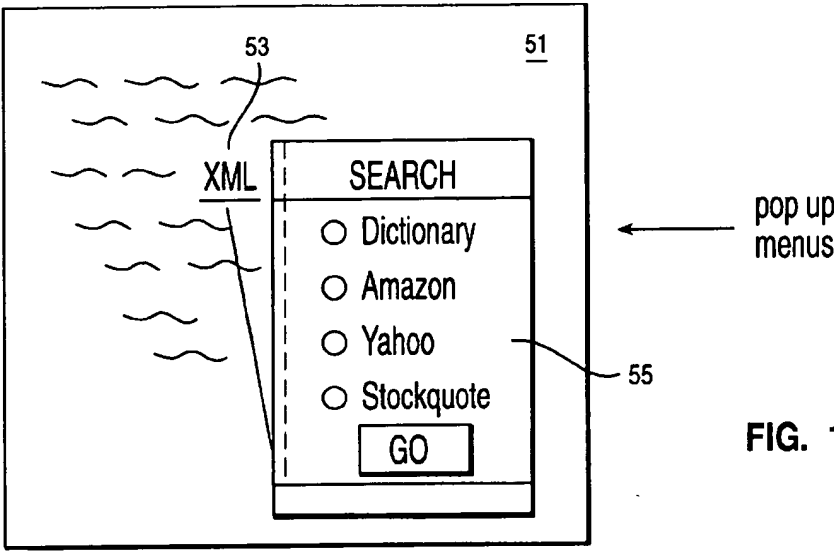 53
51
XML
SEARCH
Dictionary
Amazon
Yahoo
Stockquote
GO
pop up
menus
55
FIG.